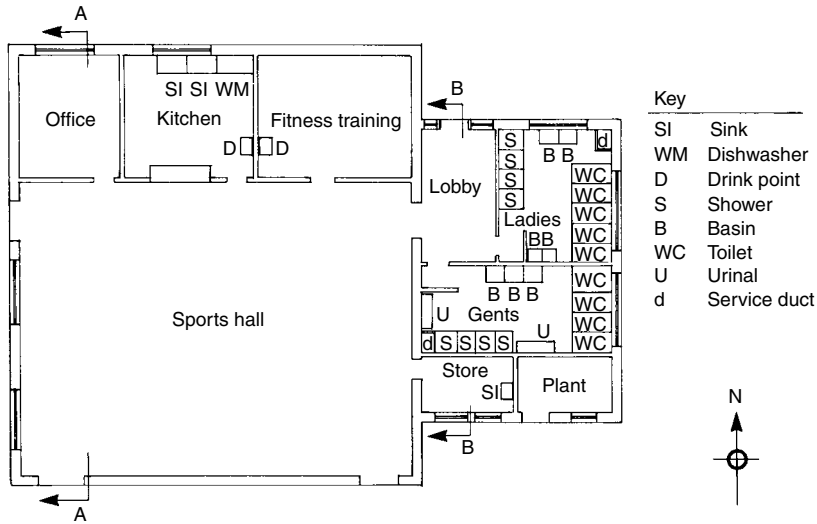 A
B
SI SI WM
Office
Kitchen
Fitness training
D
D
Lobby
S
S
S
S
B B
d
WC
WC
WC
WC
WC
Ladies
BB
B B B
WC
WC
WC
WC
U
Gents
U
d S S S S
Sports hall
Store
SI
Plant
B
A
Key
SI Sink
WM Dishwasher
D Drink point
S Shower
B Basin
WC Toilet
U Urinal
d Service duct
N